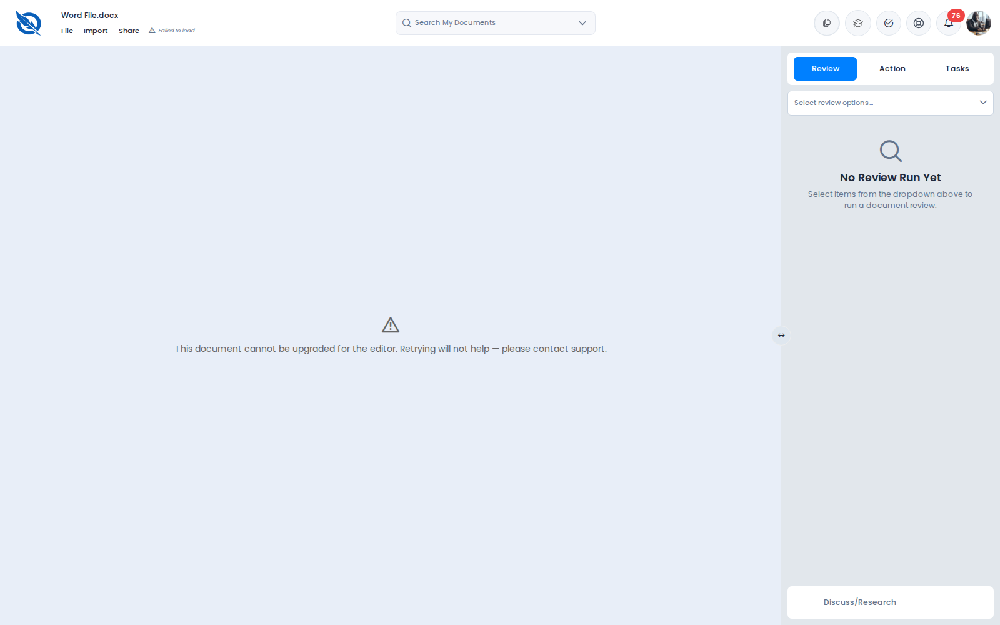 Word File.docx
File Import Share Failed to load
Search My Documents
76
Review Action Tasks
Select review options...
No Review Run Yet
Select items from the dropdown above to
run a document review.
This document cannot be upgraded for the editor. Retrying will not help — please contact support.
Discuss/Research